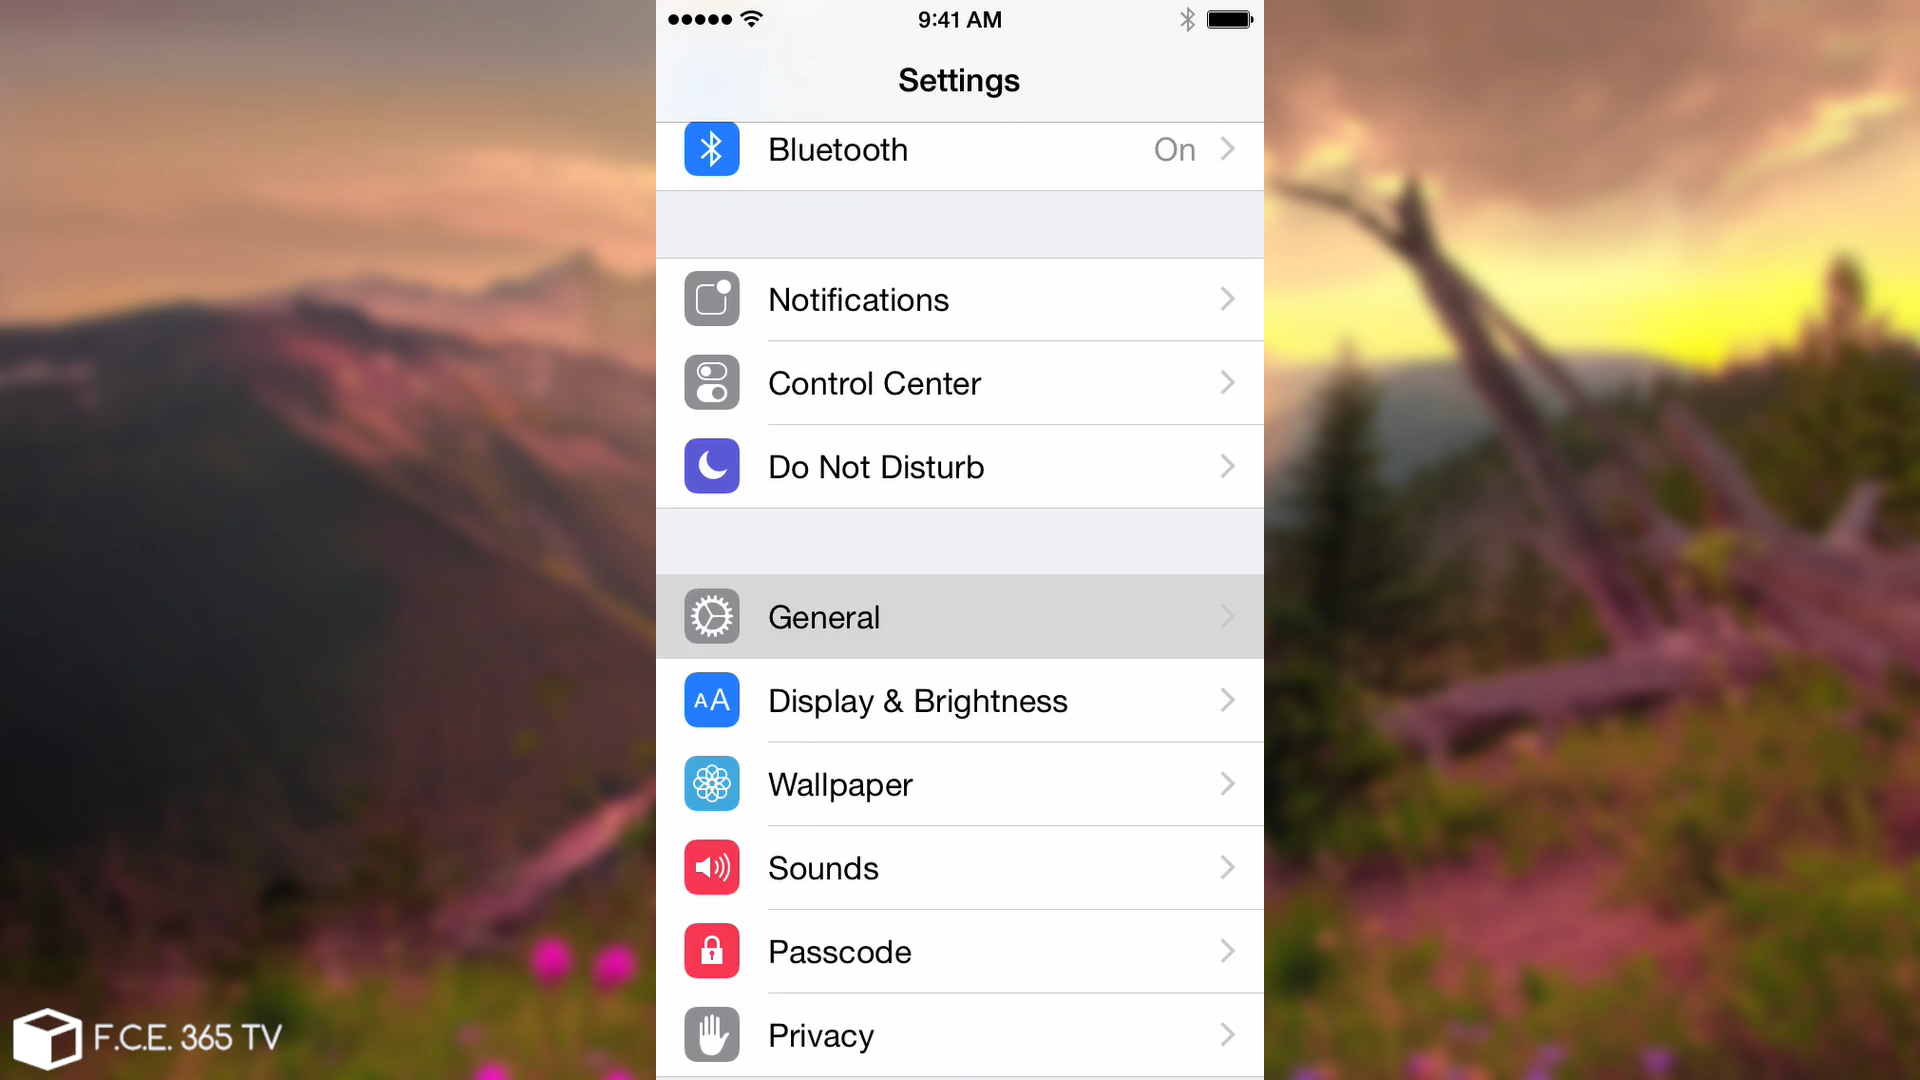 9:41 AM
Settings
Bluetooth On
Notifications
Control Center
Do Not Disturb
General
AA Display & Brightness
Wallpaper
Sounds
Passcode
Privacy
F.C.E. 365 TV